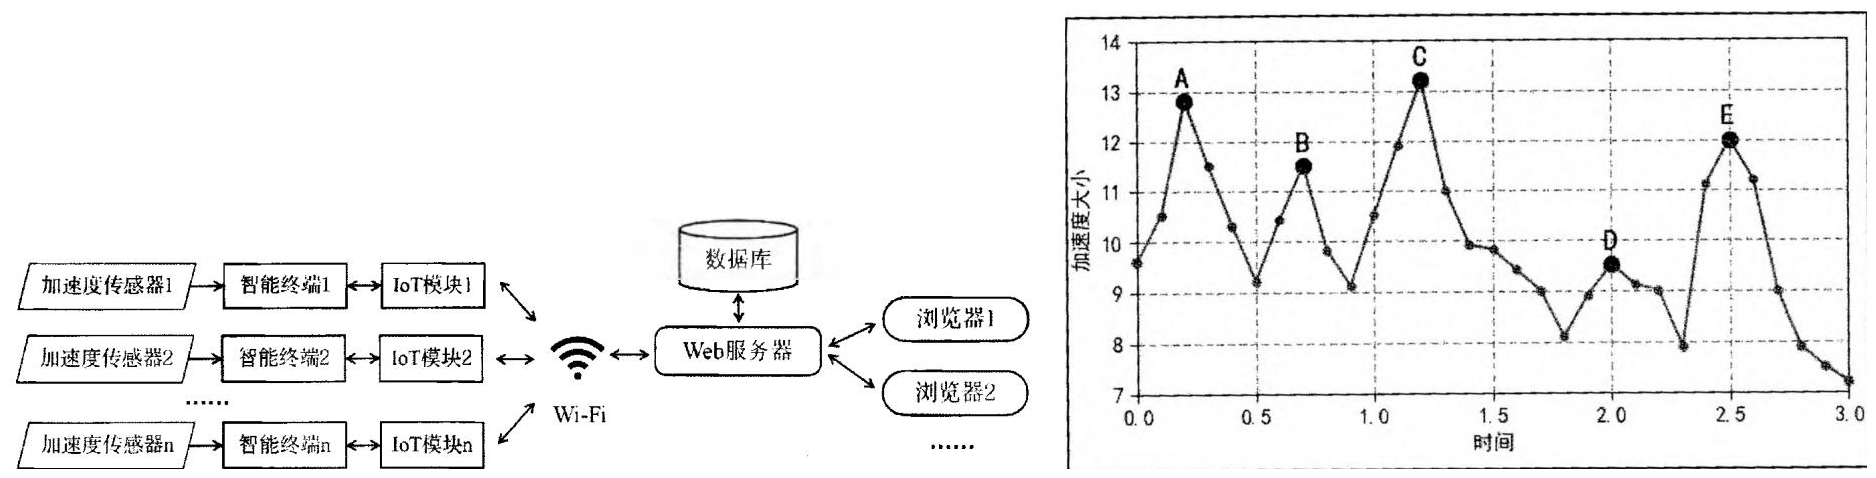 加速度传感器1
智能终端1
IoT模块1
加速度传感器2
智能终端2
IoT模块2
......
加速度传感器n
智能终端n
IoT模块n
Wi-Fi
数据库
Web服务器
浏览器1
浏览器2
......
加速度大小
14
13
12
11
10
9
8
7
A
B
C
D
E
0.0
0.5
1.0
1.5
2.0
2.5
3.0
时间